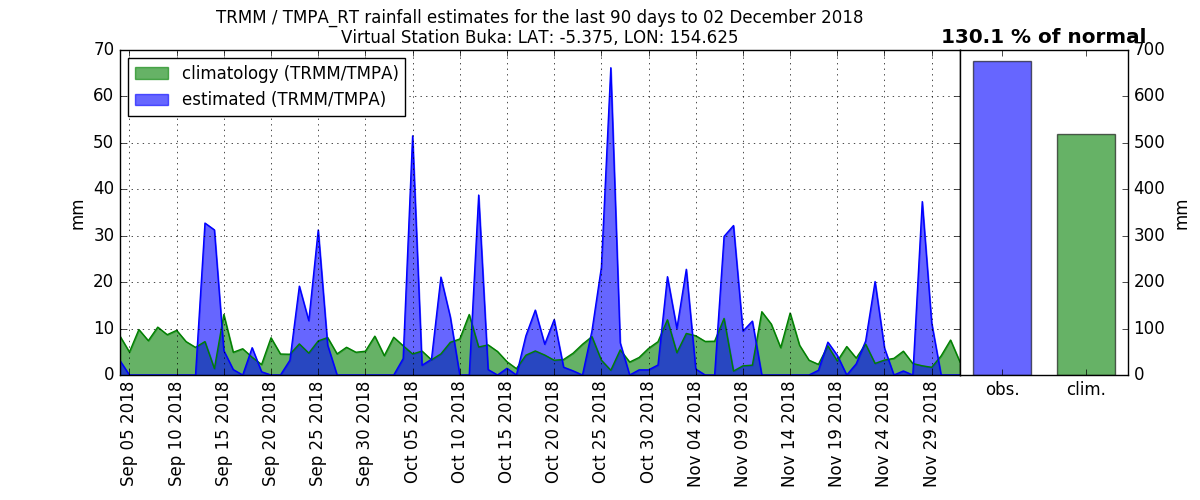 TRMM / TMPA_RT rainfall estimates for the last 90 days to 02 December 2018
Virtual Station Buka: LAT: -5.375, LON: 154.625
130.1 % of normal
climatology (TRMM/TMPA)
estimated (TRMM/TMPA)
70
60
50
40
30
20
10
0
mm
Sep 05 2018
Sep 10 2018
Sep 15 2018
Sep 20 2018
Sep 25 2018
Sep 30 2018
Oct 05 2018
Oct 10 2018
Oct 15 2018
Oct 20 2018
Oct 25 2018
Oct 30 2018
Nov 04 2018
Nov 09 2018
Nov 14 2018
Nov 19 2018
Nov 24 2018
Nov 29 2018
obs.
clim.
700
600
500
400
300
200
100
0
mm